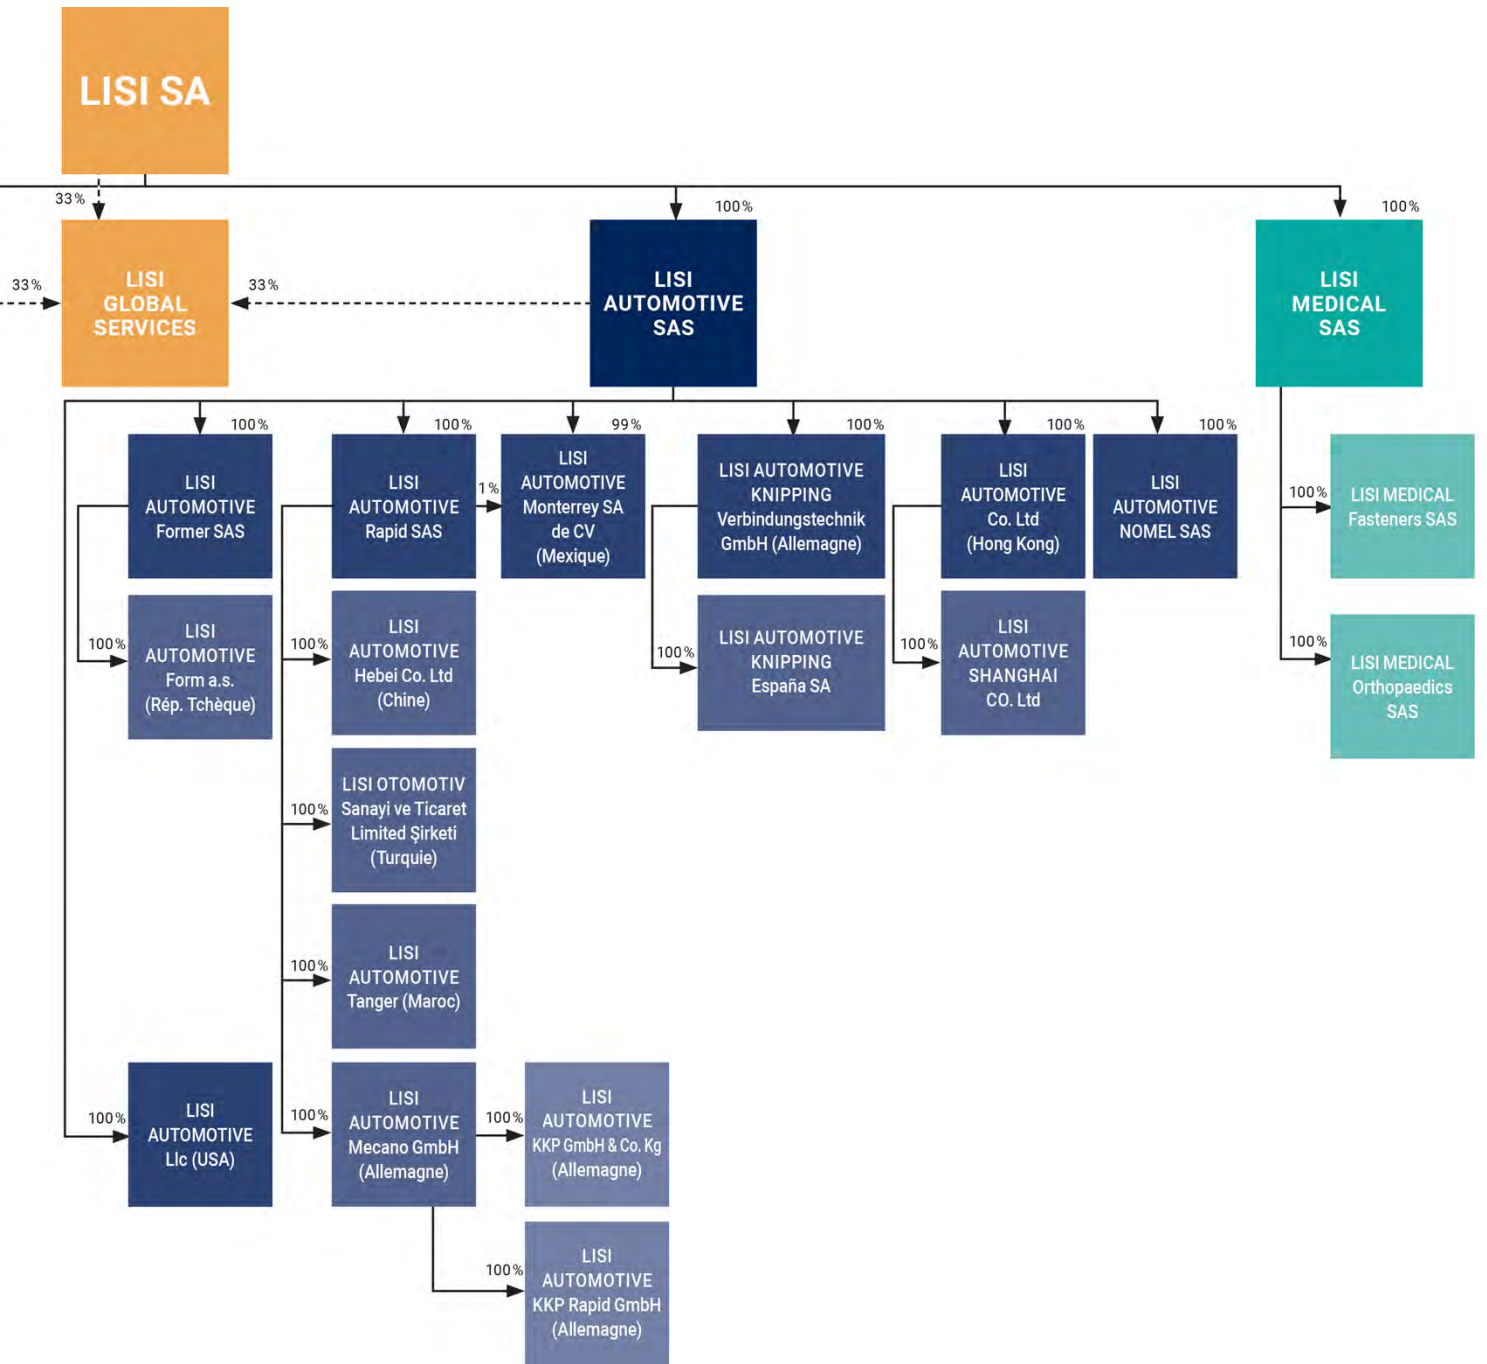 LISI SA
33%
100%
100%
33%
LISI
GLOBAL
SERVICES
33%
LISI
AUTOMOTIVE
SAS
LISI
MEDICAL
SAS
100%
LISI
AUTOMOTIVE
Former SAS
100%
LISI
AUTOMOTIVE
Rapid SAS
1%
99%
LISI
AUTOMOTIVE
Monterrey SA
de CV
(Mexique)
100%
LISI AUTOMOTIVE
KNIPPING
Verbindungstechnik
GmbH (Allemagne)
100%
LISI
AUTOMOTIVE
Co. Ltd
(Hong Kong)
100%
LISI
AUTOMOTIVE
NOMEL SAS
100%
LISI MEDICAL
Fasteners SAS
100%
LISI
AUTOMOTIVE
Form a.s.
(Rép. Tchèque)
100%
LISI
AUTOMOTIVE
Hebei Co. Ltd
(Chine)
100%
LISI AUTOMOTIVE
KNIPPING
España SA
100%
LISI
AUTOMOTIVE
SHANGHAI
CO. Ltd
100%
LISI MEDICAL
Orthopaedics
SAS
100%
LISI OTOMOTIV
Sanayi ve Ticaret
Limited Şirketi
(Turquie)
100%
LISI
AUTOMOTIVE
Tanger (Maroc)
100%
LISI
AUTOMOTIVE
Llc (USA)
100%
LISI
AUTOMOTIVE
Mecano GmbH
(Allemagne)
100%
LISI
AUTOMOTIVE
KKP GmbH & Co. Kg
(Allemagne)
100%
LISI
AUTOMOTIVE
KKP Rapid GmbH
(Allemagne)